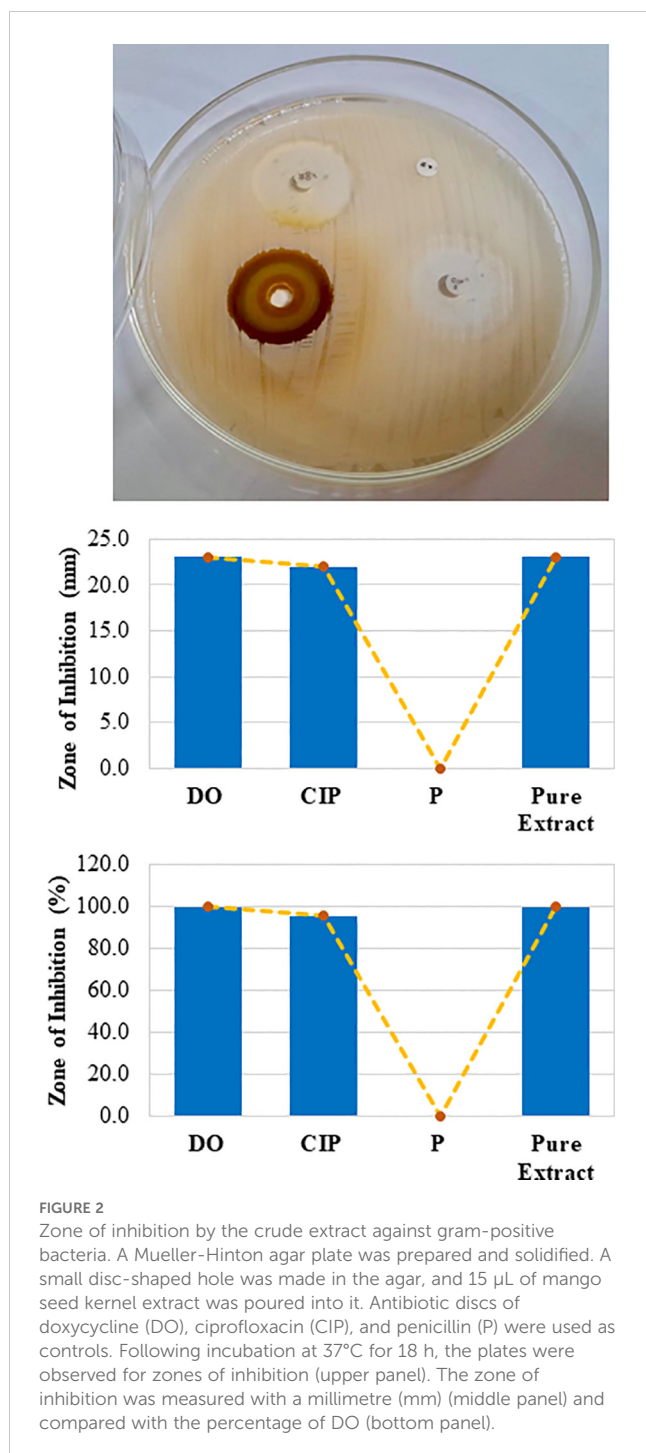 25.0
20.0
15.0
10.0
5.0
0.0
Zone of Inhibition (mm)
DO CIP P Pure
Extract
120.0
100.0
80.0
60.0
40.0
20.0
0.0
Zone of Inhibition (%)
DO CIP P Pure
Extract
FIGURE 2
Zone of inhibition by the crude extract against gram-positive
bacteria. A Mueller-Hinton agar plate was prepared and solidified. A
small disc-shaped hole was made in the agar, and 15 µL of mango
seed kernel extract was poured into it. Antibiotic discs of
doxycycline (DO), ciprofloxacin (CIP), and penicillin (P) were used as
controls. Following incubation at 37°C for 18 h, the plates were
observed for zones of inhibition (upper panel). The zone of
inhibition was measured with a millimetre (mm) (middle panel) and
compared with the percentage of DO (bottom panel).